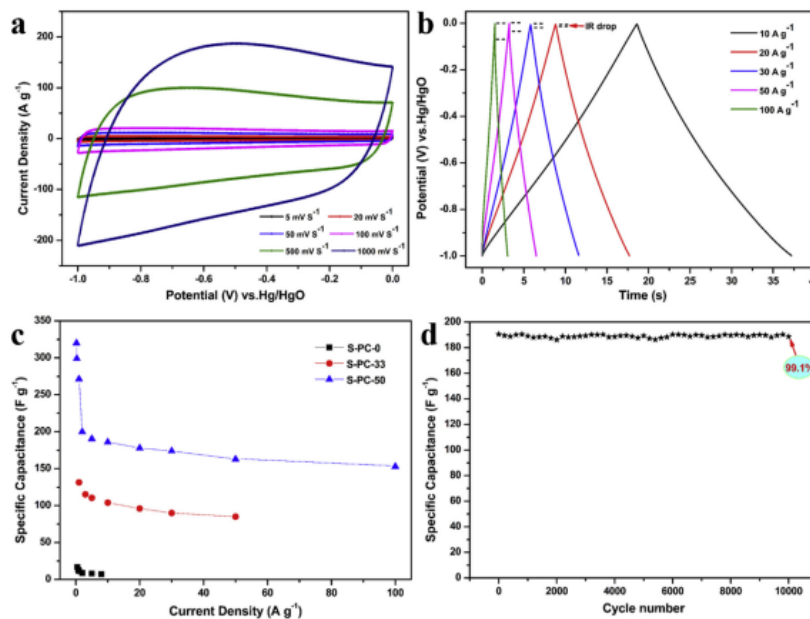 a
200
100
0
-100
-200
Current Density (A g-1)
5 mV S-1
20 mV S-1
50 mV S-1
100 mV S-1
500 mV S-1
1000 mV S-1
-1.0
-0.8
-0.6
-0.4
-0.2
0.0
Potential (V) vs.Hg/HgO
b
0.0
-0.2
-0.4
-0.6
-0.8
-1.0
Potential (V) vs.Hg/HgO
IR drop
10 A g-1
20 A g-1
30 A g-1
50 A g-1
100 A g-1
0
5
10
15
20
25
30
35
Time (s)
c
350
300
250
200
150
100
50
0
Specific Capacitance (F g-1)
S-PC-0
S-PC-33
S-PC-50
0
20
40
60
80
100
Current Density (A g-1)
d
200
180
160
140
120
100
80
60
40
20
0
Specific Capacitance (F g-1)
99.1%
0
2000
4000
6000
8000
10000
Cycle number